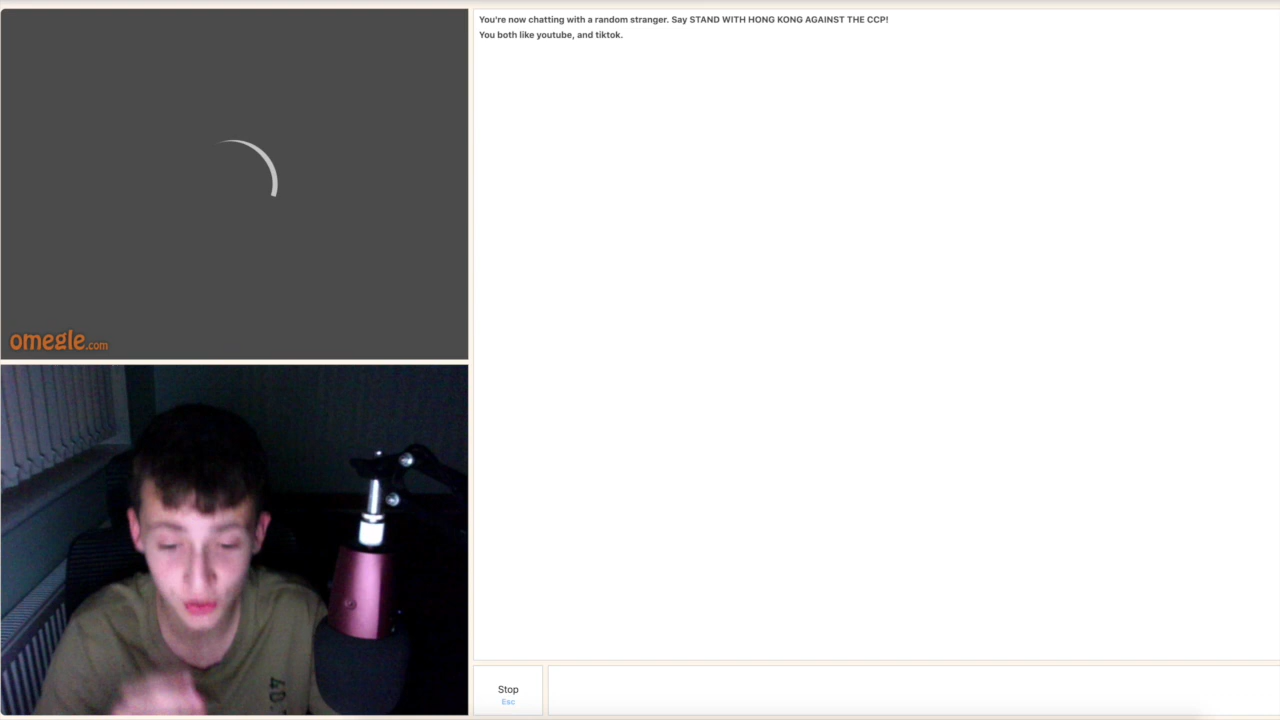 You're now chatting with a random stranger. Say STAND WITH HONG KONG AGAINST THE CCP!
You both like youtube, and tiktok.
omegle.com
Stop
Esc